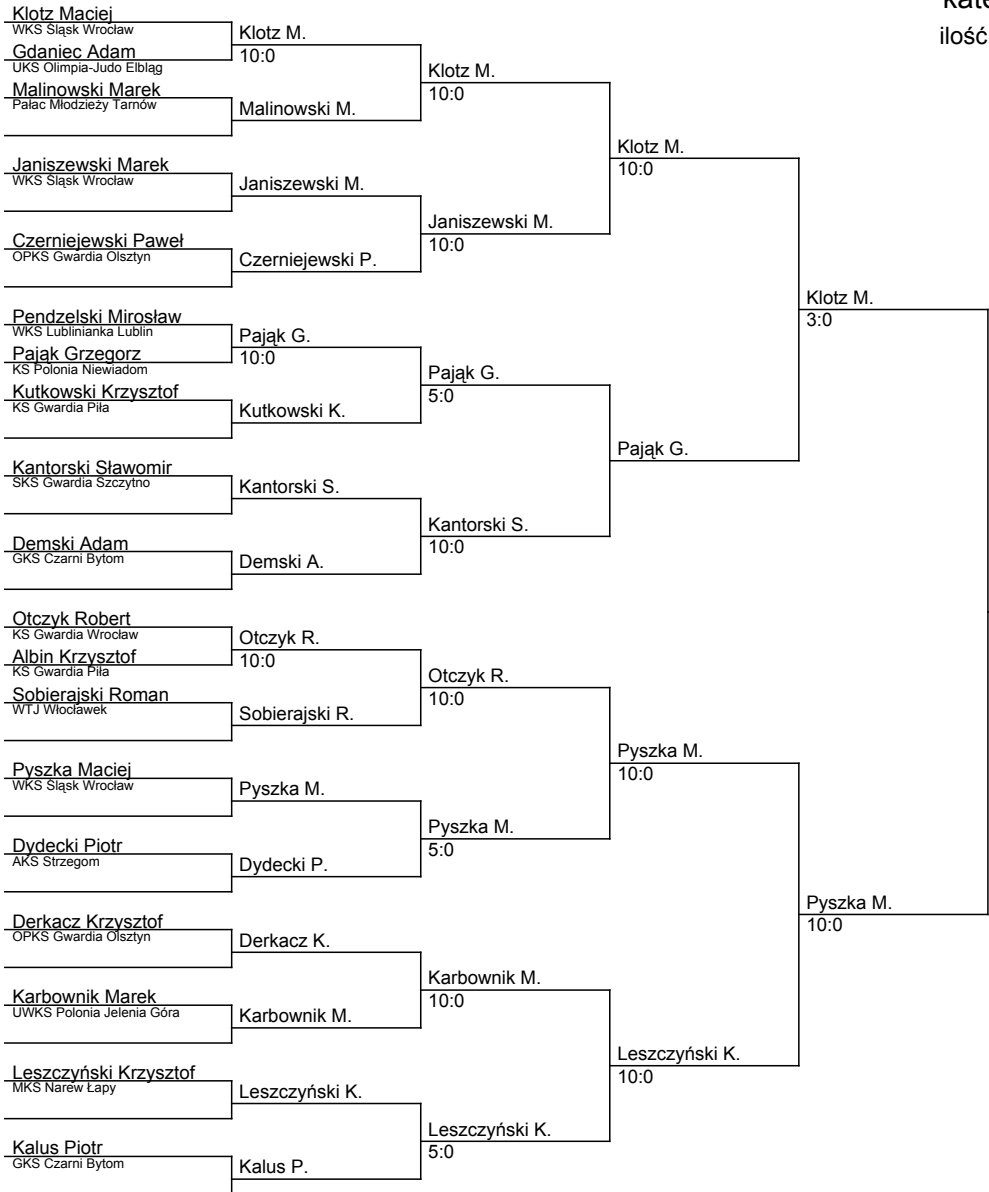 Klotz Maciej
WKS Śląsk Wrocław
Gdaniec Adam
UKS Olimpia-Judo Elbląg
Malinowski Marek
Pałac Młodzieży Tarnów
Janiszewski Marek
WKS Śląsk Wrocław
Czerniejewski Paweł
OPKS Gwardia Olsztyn
Pendzelski Mirosław
WKS Lublinianka Lublin
Pająk Grzegorz
KS Polonia Niewiadom
Kutkowski Krzysztof
KS Gwardia Piła
Kantorski Sławomir
SKS Gwardia Szczytno
Demski Adam
GKS Czarni Bytom
Otczyk Robert
KS Gwardia Wrocław
Albin Krzysztof
KS Gwardia Piła
Sobierajski Roman
WTJ Włocławek
Pyszka Maciej
WKS Śląsk Wrocław
Dydecki Piotr
AKS Strzegom
Derkacz Krzysztof
OPKS Gwardia Olsztyn
Karbownik Marek
UWKS Polonia Jelenia Góra
Leszczyński Krzysztof
MKS Narew Łapy
Kalus Piotr
GKS Czarni Bytom
Klotz M.
10:0
Malinowski M.
Janiszewski M.
Czerniejewski P.
Pająk G.
10:0
Kutkowski K.
Kantorski S.
Demski A.
Otczyk R.
10:0
Sobierajski R.
Pyszka M.
Dydecki P.
Derkacz K.
Karbownik M.
Leszczyński K.
Kalus P.
Klotz M.
10:0
Janiszewski M.
10:0
Pająk G.
5:0
Kantorski S.
10:0
Otczyk R.
10:0
Pyszka M.
5:0
Karbownik M.
10:0
Leszczyński K.
5:0
Klotz M.
10:0
Pająk G.
Pyszka M.
10:0
Leszczyński K.
10:0
Klotz M.
3:0
Pyszka M.
10:0
ilość